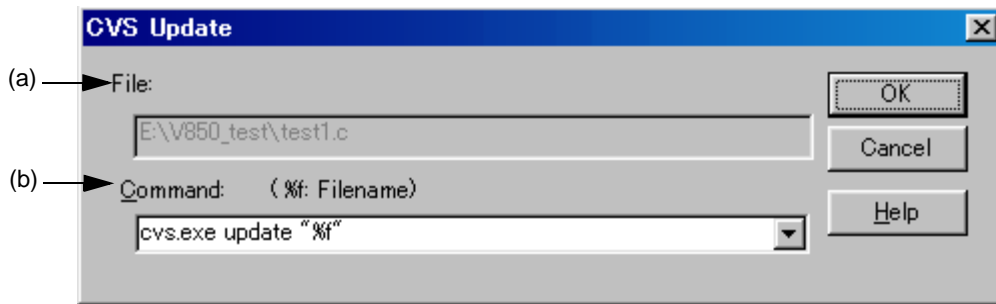 CVS Update
(a)
File:
OK
E:\V850_test\test1.c
Cancel
(b)
Command: ( %f: Filename)
Help
cvs.exe update "%f"